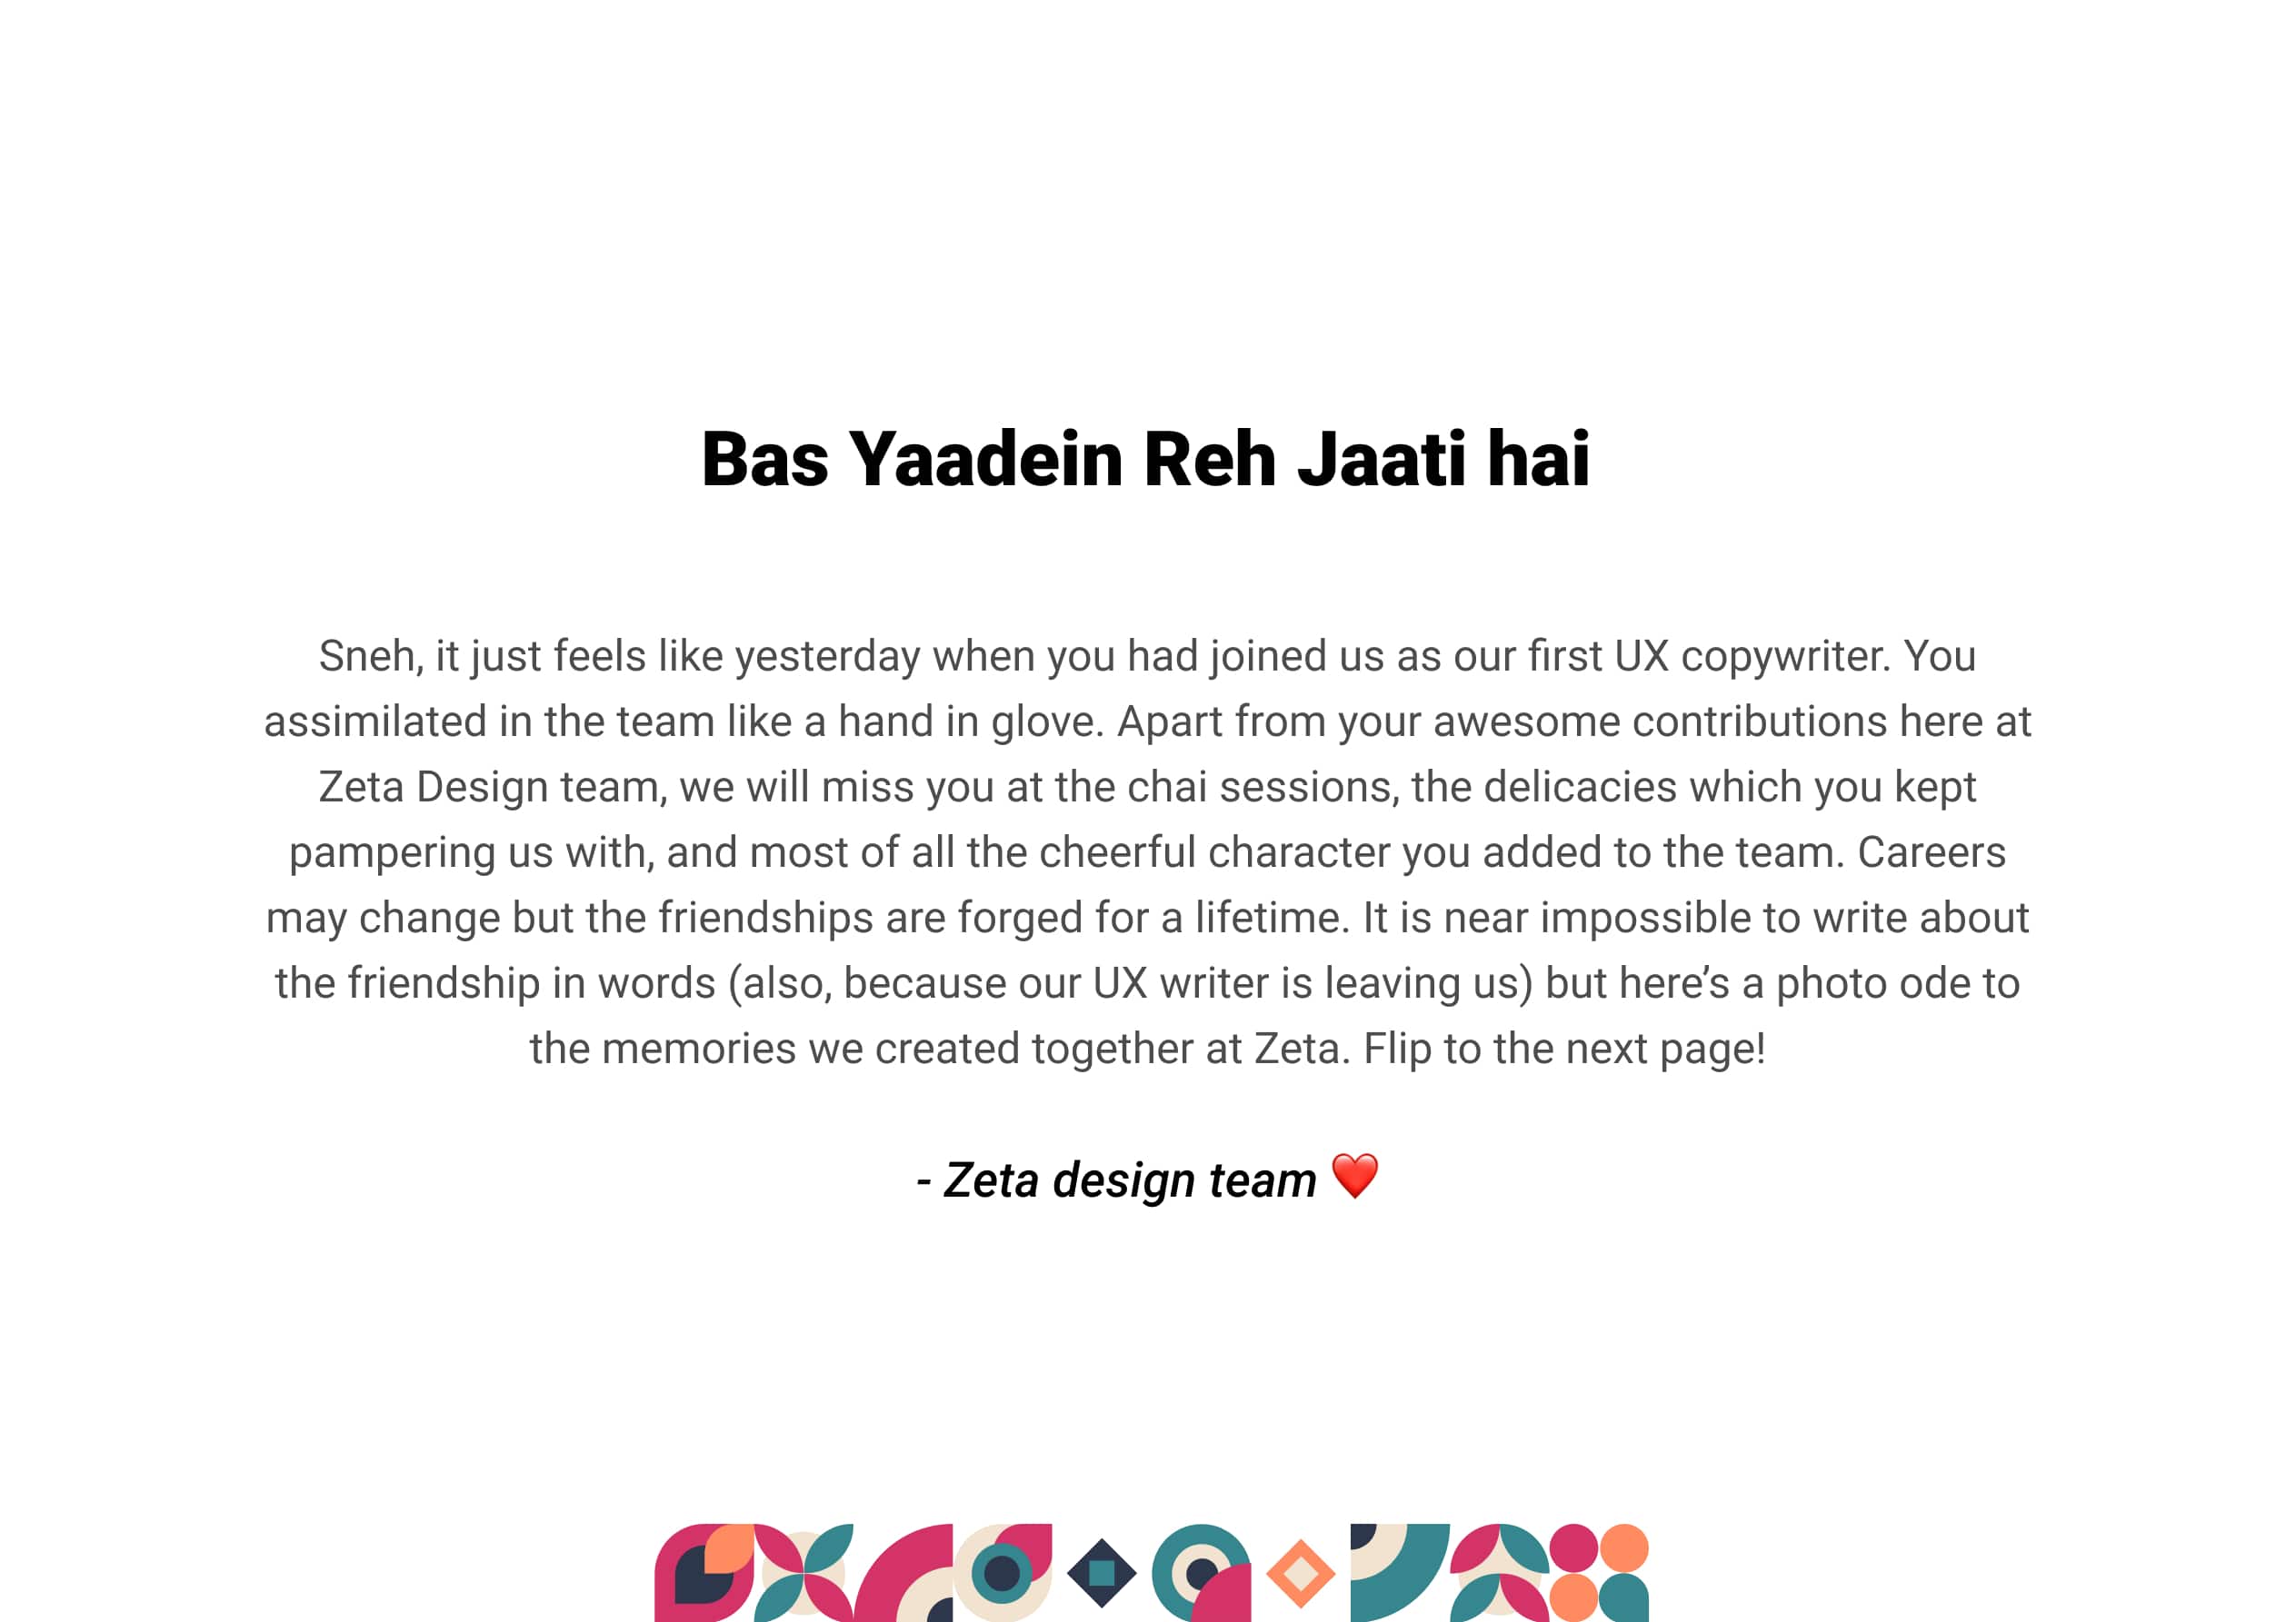 Bas Yaadein Reh Jaati hai
Sneh, it just feels like yesterday when you had joined us as our first UX copywriter. You
assimilated in the team like a hand in glove. Apart from your awesome contributions here at
Zeta Design team, we will miss you at the chai sessions, the delicacies which you kept
pampering us with, and most of all the cheerful character you added to the team. Careers
may change but the friendships are forged for a lifetime. It is near impossible to write about
the friendship in words (also, because our UX writer is leaving us) but here’s a photo ode to
the memories we created together at Zeta. Flip to the next page!
- Zeta design team ❤️